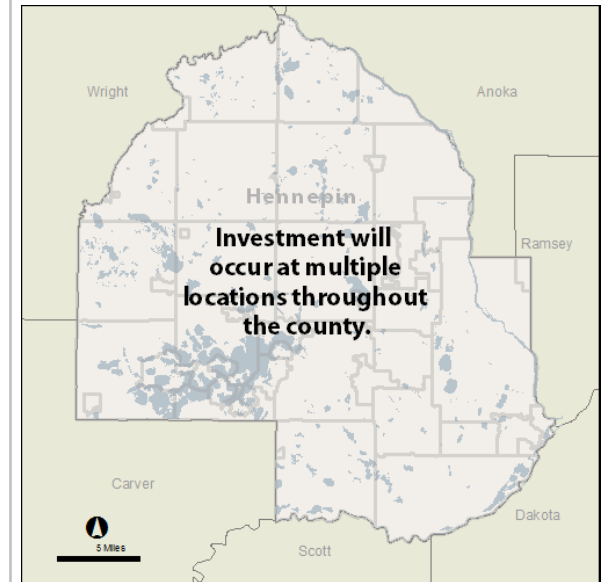 Wright
Anoka
Hennepin
Investment will
occur at multiple
locations throughout
the county.
Ramsey
Carver
5 Miles
Scott
Dakota